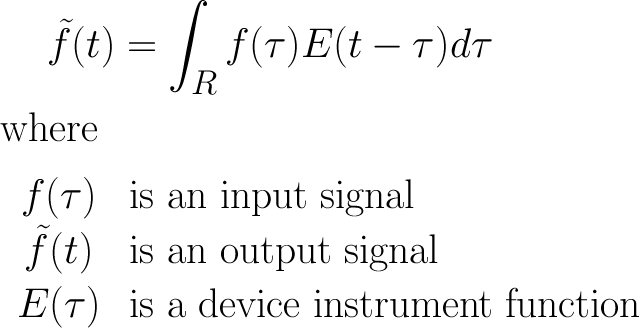 f̃(t) = ∫_R f(τ)E(t − τ)dτ
where
f(τ) is an input signal
f̃(t) is an output signal
E(τ) is a device instrument function